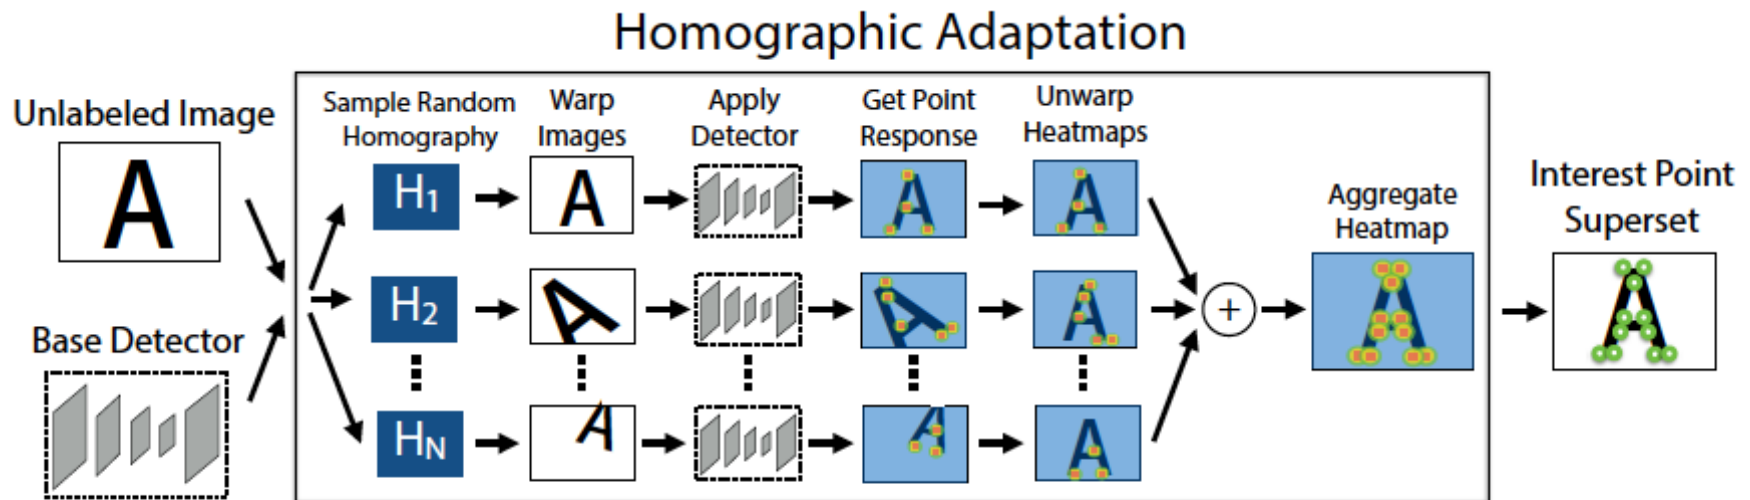 Homographic Adaptation
Unlabeled Image
A
Base Detector
Sample Random
Homography
Warp
Images
Apply
Detector
Get Point
Response
Unwarp
Heatmaps
H1
A
A
A
H2
A
A
A
HN
A
A
A
+
Aggregate
Heatmap
A
Interest Point
Superset
A